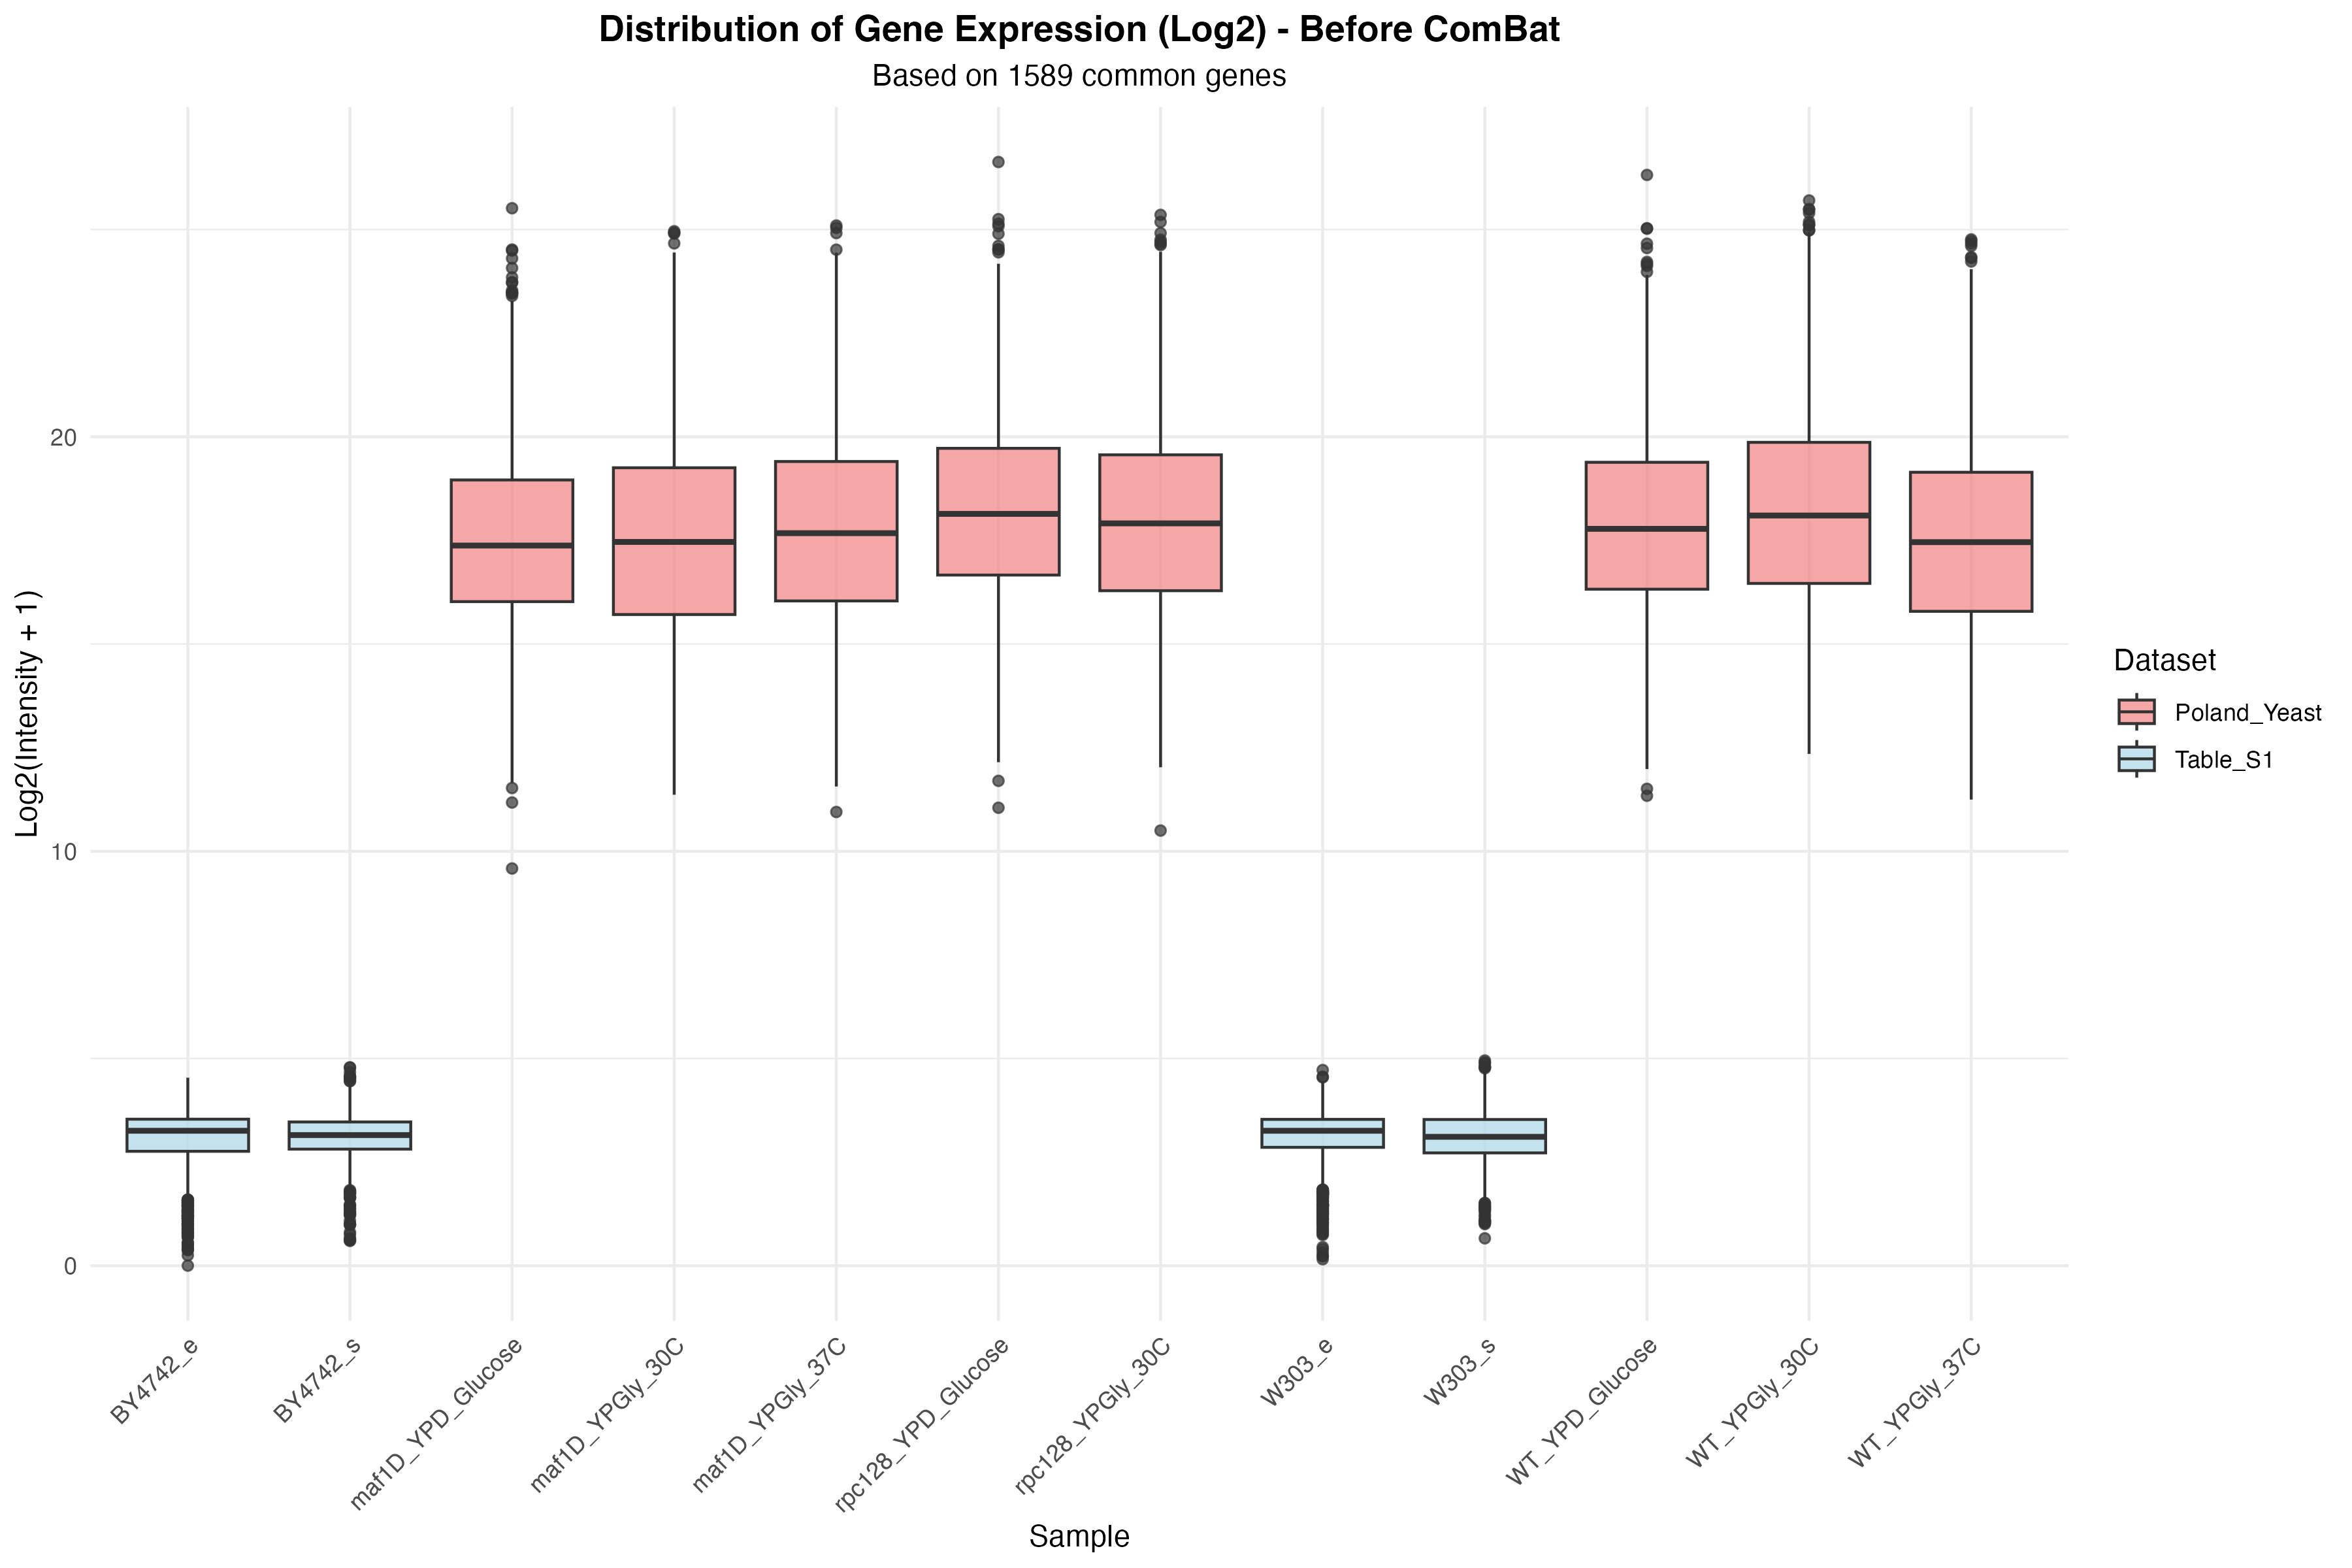 Distribution of Gene Expression (Log2) - Before ComBat
Based on 1589 common genes
Log2(Intensity + 1)
20
10
0
BY4742_e
BY4742_s
maf1D_YPD_Glucose
maf1D_YPGly_30C
maf1D_YPGly_37C
rpc128_YPD_Glucose
rpc128_YPGly_30C
W303_e
W303_s
WT_YPD_Glucose
WT_YPGly_30C
WT_YPGly_37C
Sample
Dataset
Poland_Yeast
Table_S1